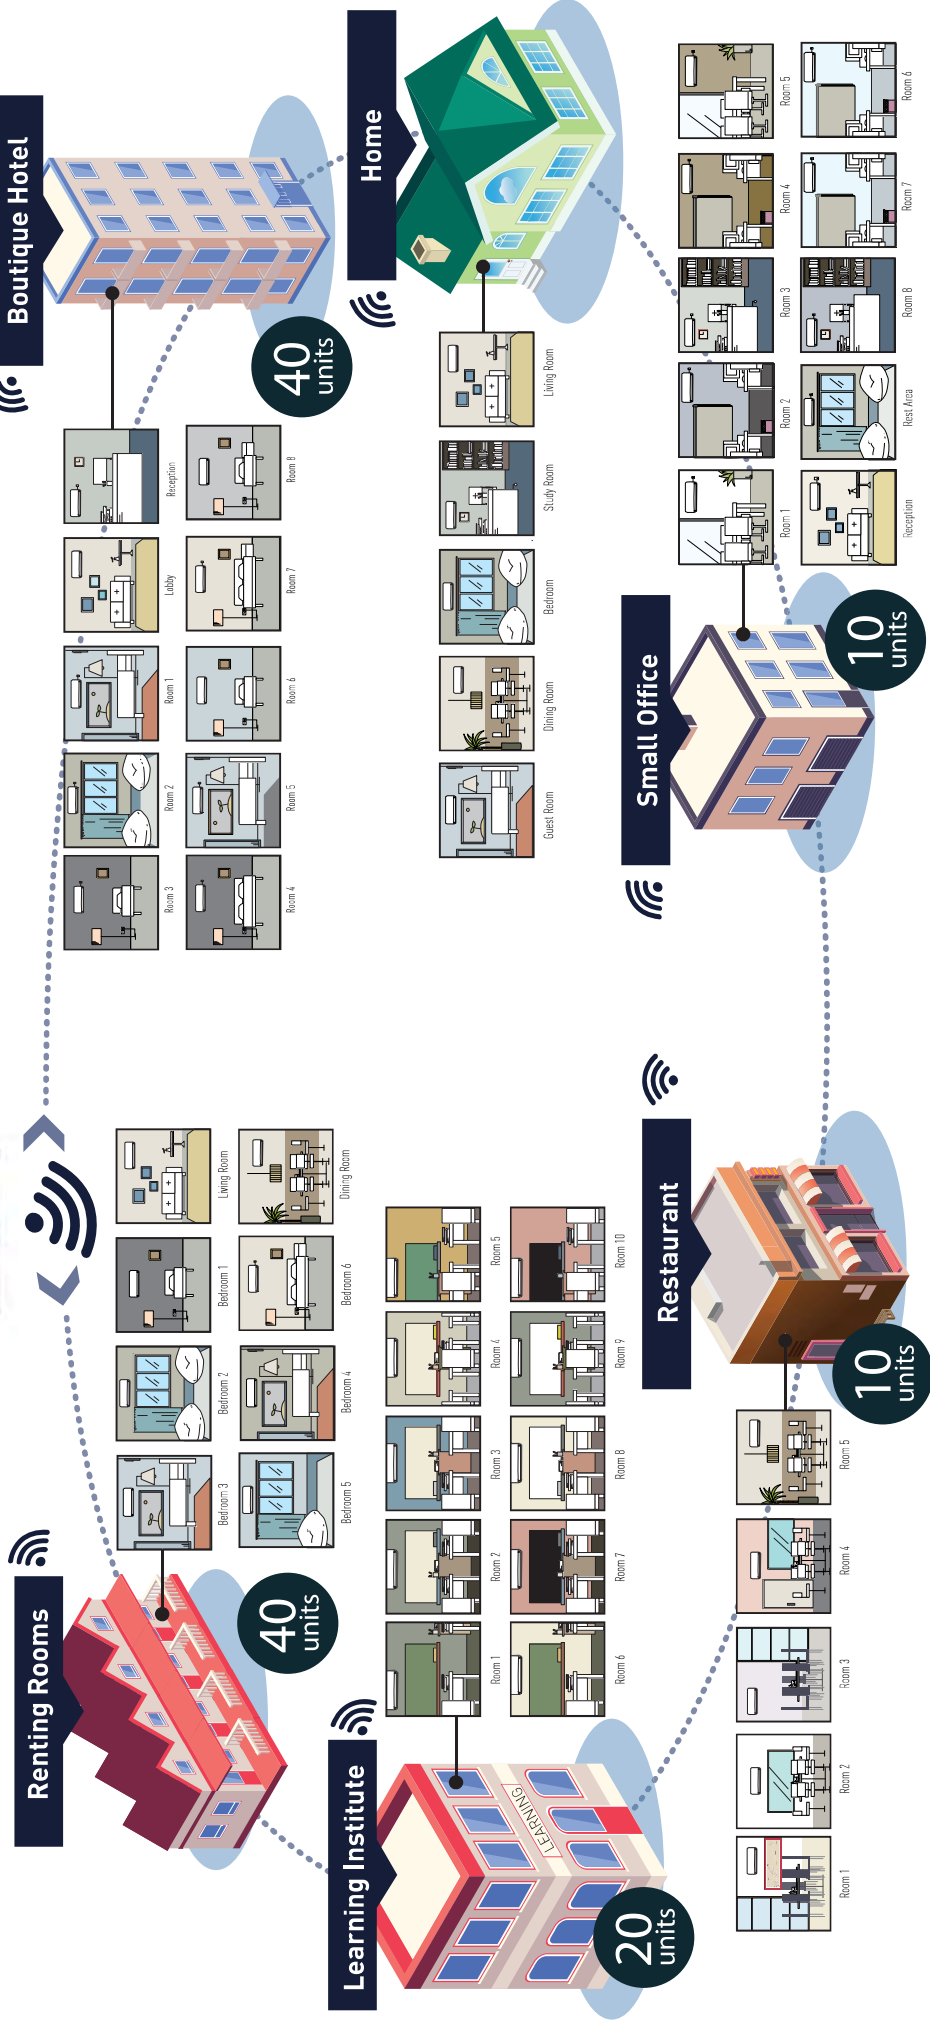 Renting Rooms
40
units
Living Room
Bedroom 1
Bedroom 2
Bedroom 3
Dining Room
Bedroom 6
Bedroom 4
Bedroom 5
Boutique Hotel
40
units
Reception
Lobby
Room 1
Room 2
Room 3
Room 8
Room 7
Room 6
Room 5
Room 4
Learning Institute
LEARNING
20
units
Room 1
Room 2
Room 3
Room 4
Room 5
Room 6
Room 7
Room 8
Room 9
Room 10
Home
Guest Room
Dining Room
Bedroom
Study Room
Living Room
Restaurant
10
units
Room 1
Room 2
Room 3
Room 4
Room 5
Small Office
10
units
Room 1
Room 2
Room 3
Room 4
Room 5
Reception
Rest Area
Room 8
Room 7
Room 6